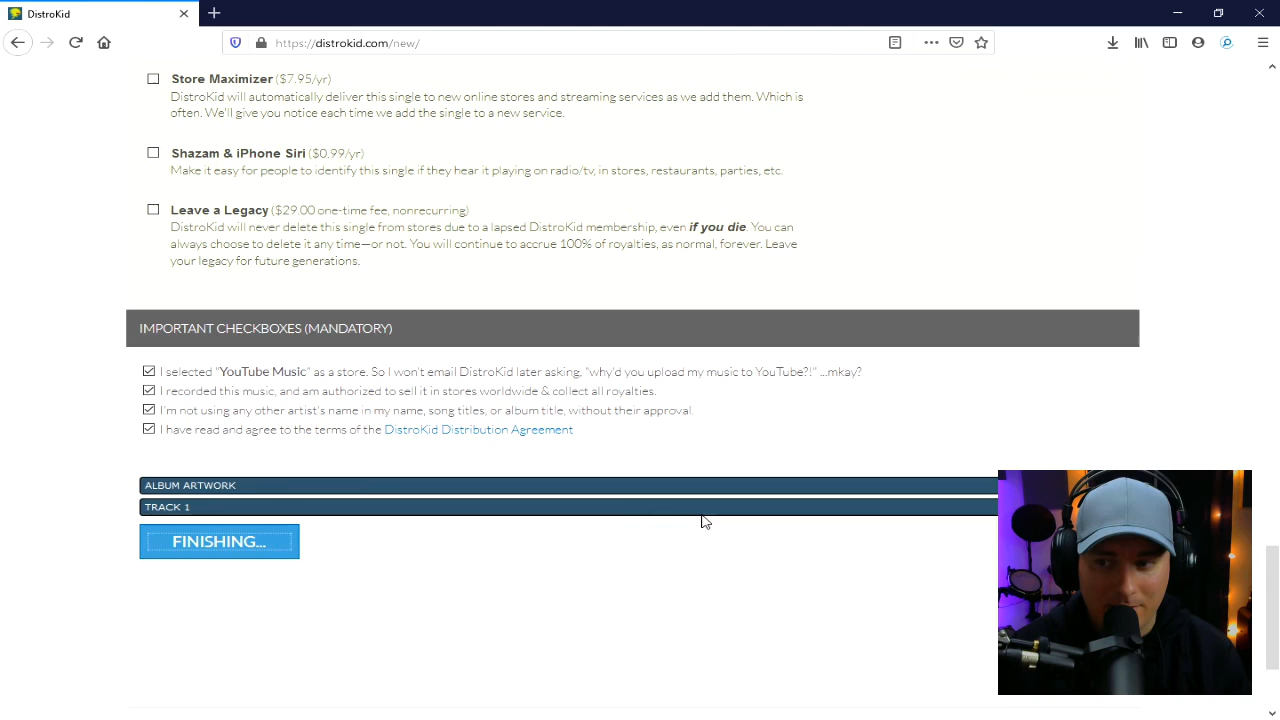 DistroKid
https://distrokid.com/new/
Store Maximizer ($7.95/yr)
DistroKid will automatically deliver this single to new online stores and streaming services as we add them. Which is
often. We'll give you notice each time we add the single to a new service.
Shazam & iPhone Siri ($0.99/yr)
Make it easy for people to identify this single if they hear it playing on radio/tv, in stores, restaurants, parties, etc.
Leave a Legacy ($29.00 one-time fee, nonrecurring)
DistroKid will never delete this single from stores due to a lapsed DistroKid membership, even if you die. You can
always choose to delete it any time—or not. You will continue to accrue 100% of royalties, as normal, forever. Leave
your legacy for future generations.
IMPORTANT CHECKBOXES (MANDATORY)
I selected "YouTube Music" as a store. So I won't email DistroKid later asking, "why'd you upload my music to YouTube?!" ...mkay?
I recorded this music, and am authorized to sell it in stores worldwide & collect all royalties.
I'm not using any other artist's name in my name, song titles, or album title, without their approval.
I have read and agree to the terms of the DistroKid Distribution Agreement
ALBUM ARTWORK
TRACK 1
FINISHING...